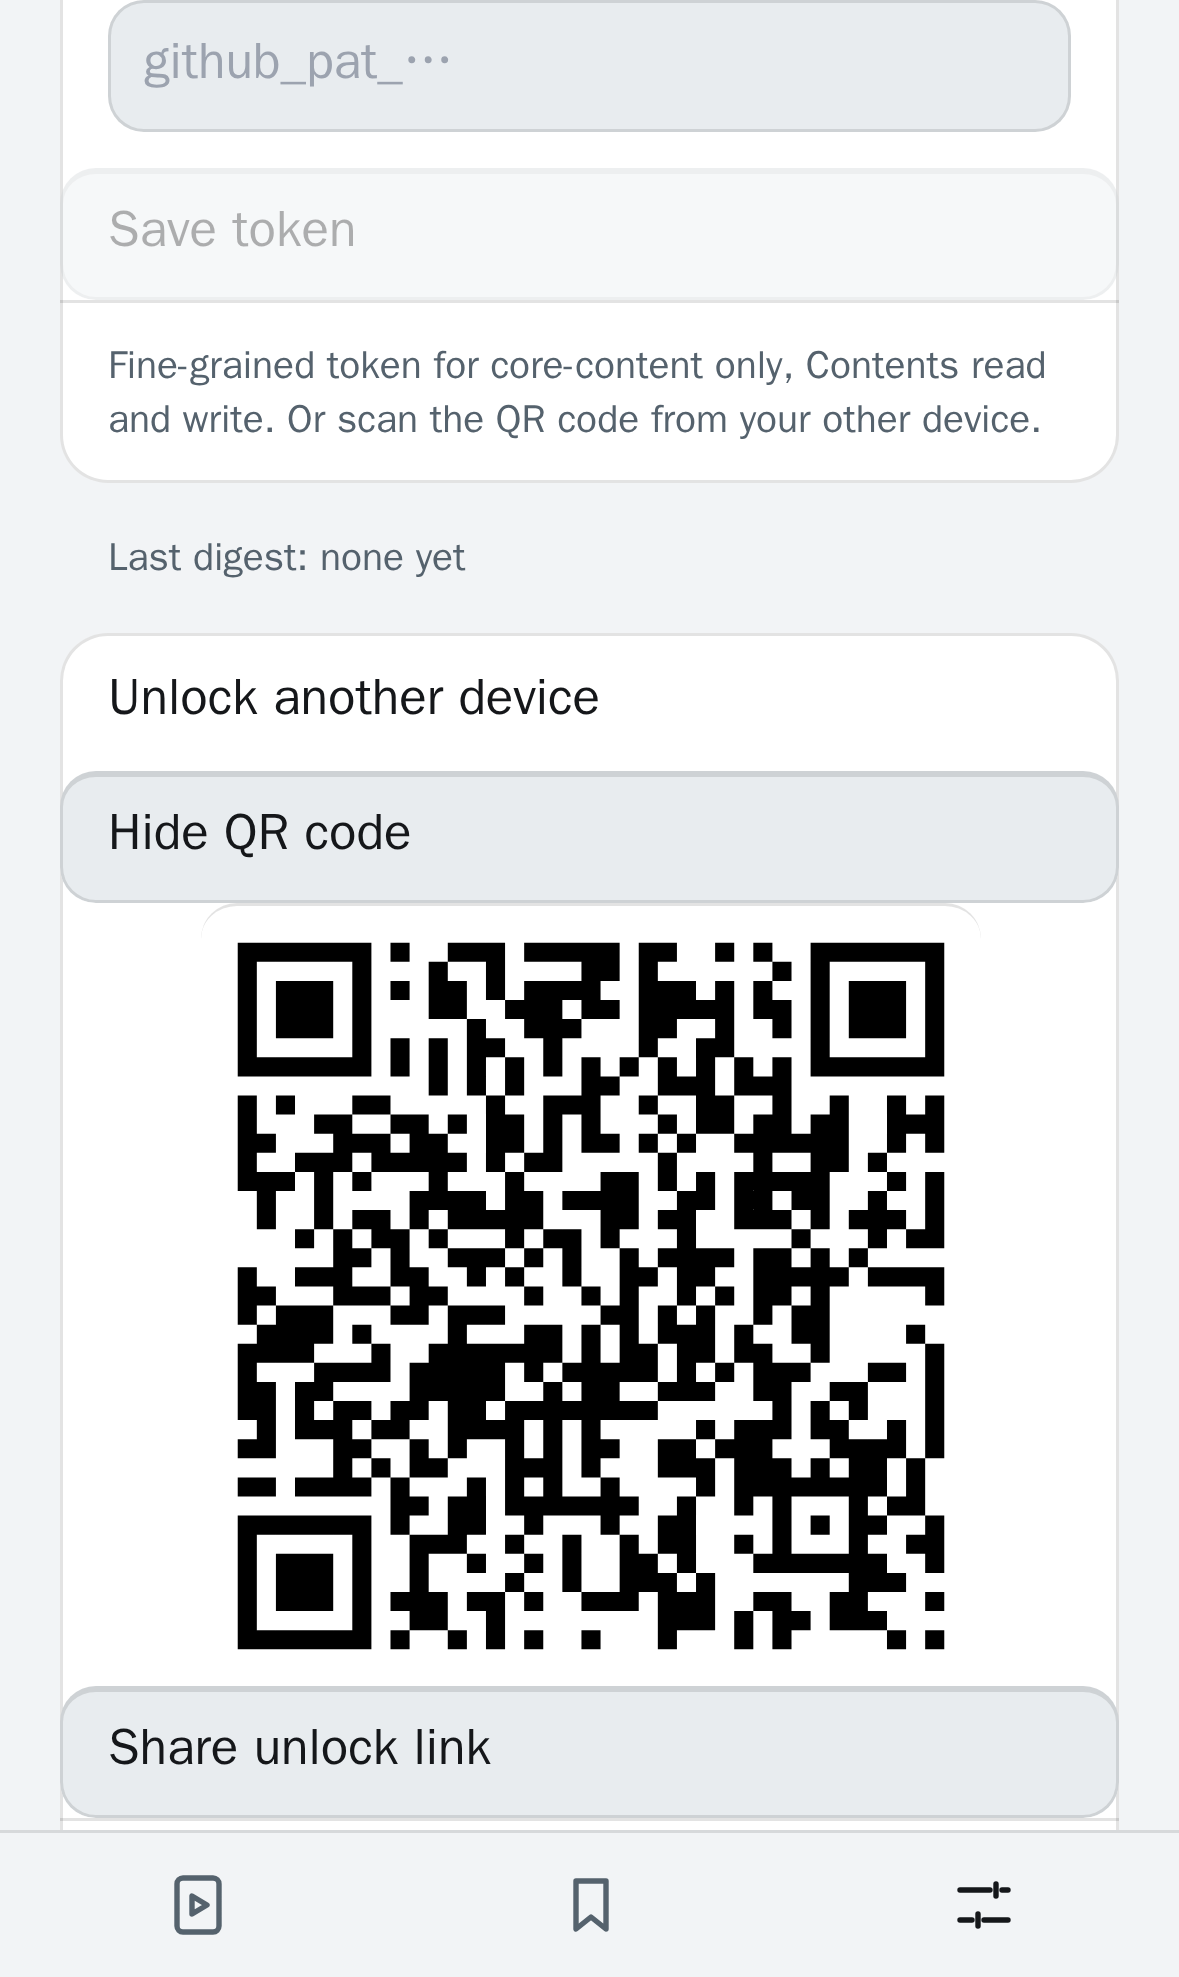 github_pat_···
Save token
Fine-grained token for core-content only, Contents read
and write. Or scan the QR code from your other device.
Last digest: none yet
Unlock another device
Hide QR code
Share unlock link